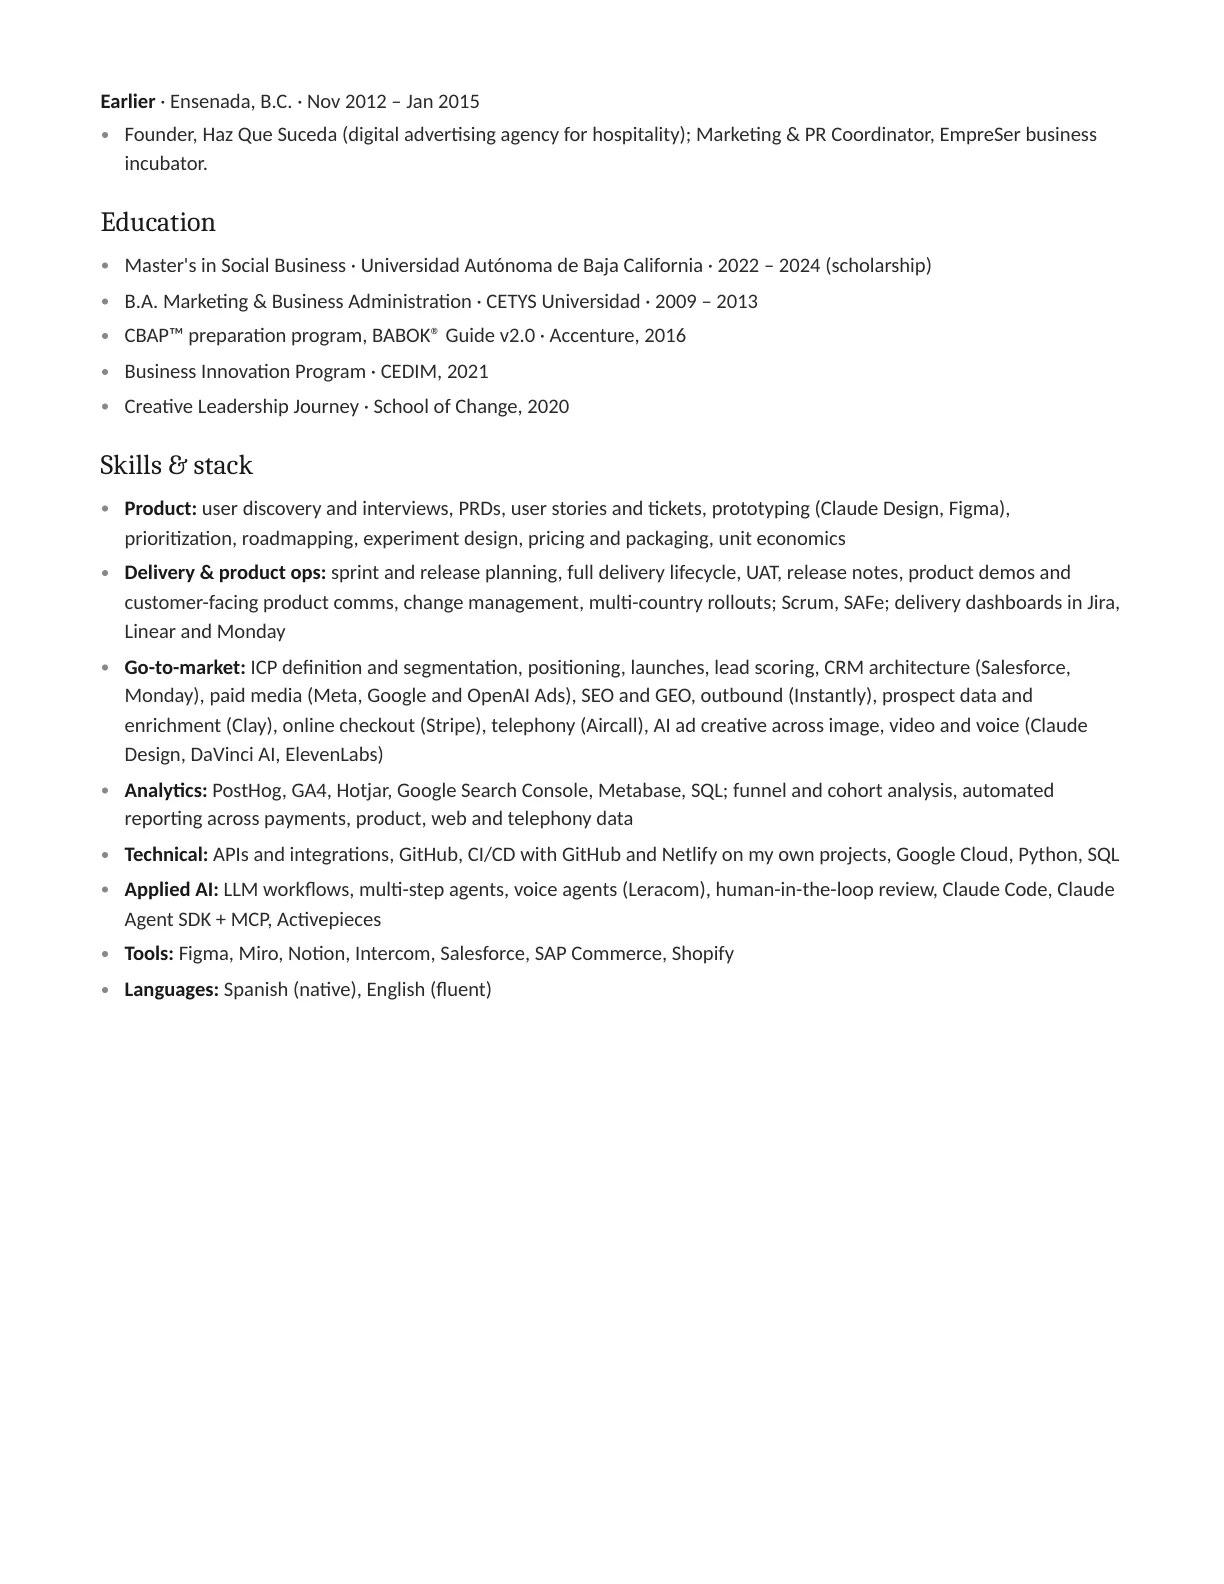 Earlier · Ensenada, B.C. · Nov 2012 – Jan 2015
• Founder, Haz Que Suceda (digital advertising agency for hospitality); Marketing & PR Coordinator, EmpreSer business
incubator.
Education
• Master's in Social Business · Universidad Autónoma de Baja California · 2022 – 2024 (scholarship)
• B.A. Marketing & Business Administration · CETYS Universidad · 2009 – 2013
• CBAP™ preparation program, BABOK® Guide v2.0 · Accenture, 2016
• Business Innovation Program · CEDIM, 2021
• Creative Leadership Journey · School of Change, 2020
Skills & stack
• Product: user discovery and interviews, PRDs, user stories and tickets, prototyping (Claude Design, Figma),
prioritization, roadmapping, experiment design, pricing and packaging, unit economics
• Delivery & product ops: sprint and release planning, full delivery lifecycle, UAT, release notes, product demos and
customer-facing product comms, change management, multi-country rollouts; Scrum, SAFe; delivery dashboards in Jira,
Linear and Monday
• Go-to-market: ICP definition and segmentation, positioning, launches, lead scoring, CRM architecture (Salesforce,
Monday), paid media (Meta, Google and OpenAI Ads), SEO and GEO, outbound (Instantly), prospect data and
enrichment (Clay), online checkout (Stripe), telephony (Aircall), AI ad creative across image, video and voice (Claude
Design, DaVinci AI, ElevenLabs)
• Analytics: PostHog, GA4, Hotjar, Google Search Console, Metabase, SQL; funnel and cohort analysis, automated
reporting across payments, product, web and telephony data
• Technical: APIs and integrations, GitHub, CI/CD with GitHub and Netlify on my own projects, Google Cloud, Python, SQL
• Applied AI: LLM workflows, multi-step agents, voice agents (Leracom), human-in-the-loop review, Claude Code, Claude
Agent SDK + MCP, Activepieces
• Tools: Figma, Miro, Notion, Intercom, Salesforce, SAP Commerce, Shopify
• Languages: Spanish (native), English (fluent)